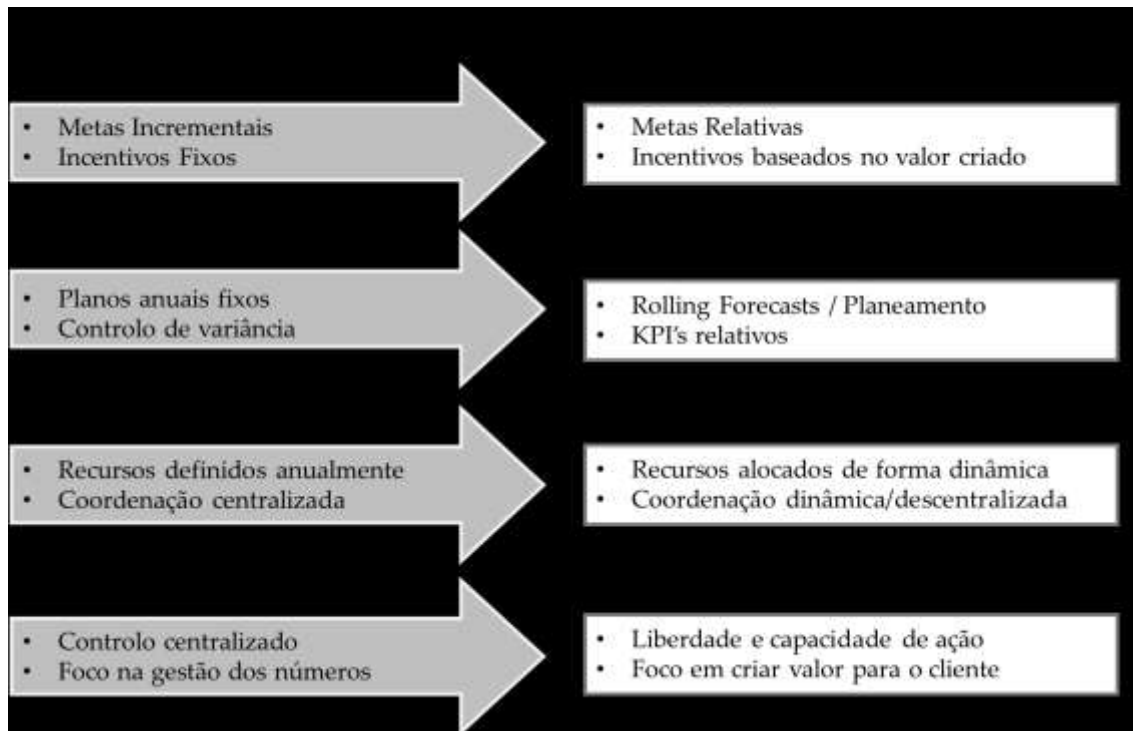 • Metas Incrementais
• Incentivos Fixos
• Metas Relativas
• Incentivos baseados no valor criado
• Planos anuais fixos
• Controlo de variância
• Rolling Forecasts / Planeamento
• KPI's relativos
• Recursos definidos anualmente
• Coordenação centralizada
• Recursos alocados de forma dinâmica
• Coordenação dinâmica/descentralizada
• Controlo centralizado
• Foco na gestão dos números
• Liberdade e capacidade de ação
• Foco em criar valor para o cliente